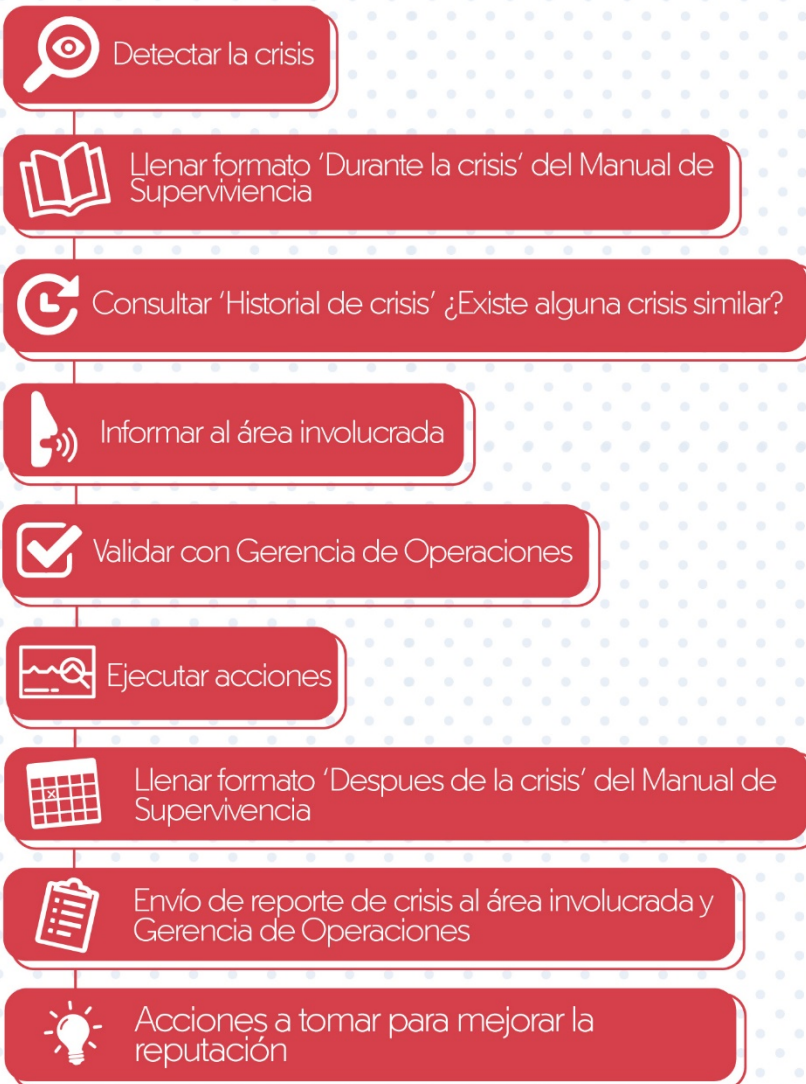 Detectar la crisis
Llenar formato ‘Durante la crisis’ del Manual de
Superviviencia
Consultar ‘Historial de crisis’ ¿Existe alguna crisis similar?
Informar al área involucrada
Validar con Gerencia de Operaciones
Ejecutar acciones
Llenar formato ‘Despues de la crisis’ del Manual de
Supervivencia
Envío de reporte de crisis al área involucrada y
Gerencia de Operaciones
Acciones a tomar para mejorar la
reputación